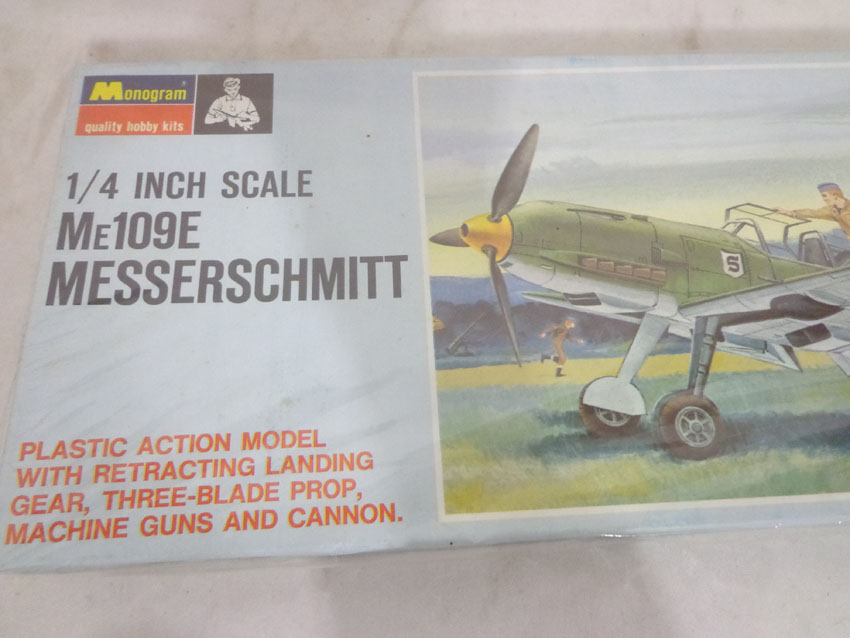 Monogram
quality hobby kits
1/4 INCH SCALE
ME109E
MESSERSCHMITT
PLASTIC ACTION MODEL
WITH RETRACTING LANDING
GEAR, THREE-BLADE PROP,
MACHINE GUNS AND CANNON.
S